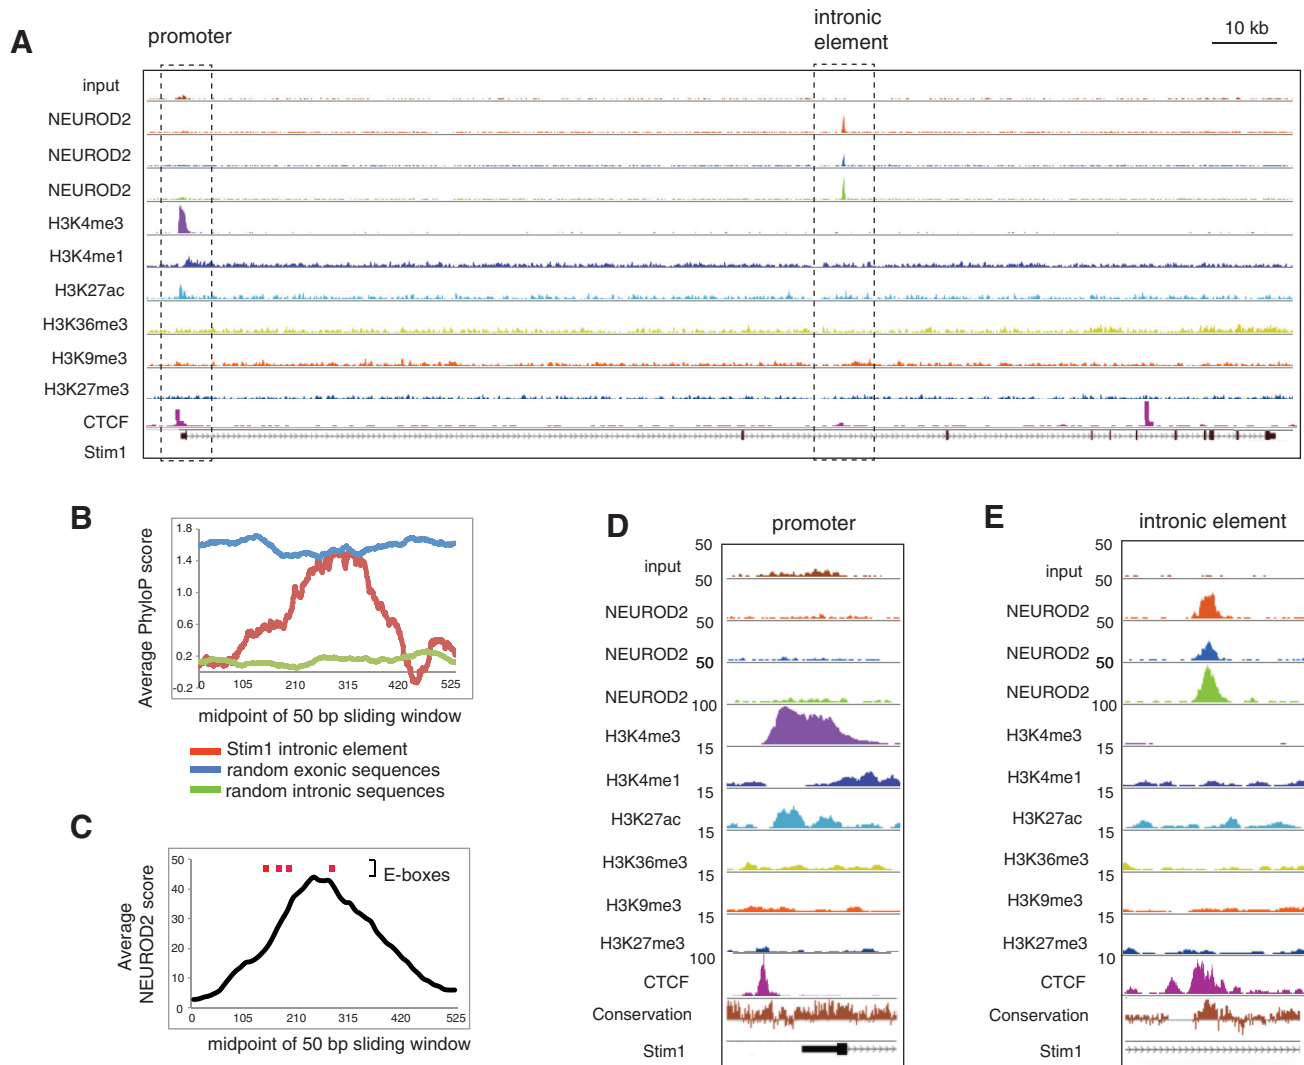 A
promoter
intronic
element
10 kb
input
NEUROD2
NEUROD2
NEUROD2
H3K4me3
H3K4me1
H3K27ac
H3K36me3
H3K9me3
H3K27me3
CTCF
Stim1
B
Average PhyloP score
1.8
1.4
1.0
0.6
0.2
-0.2
0 105 210 315 420 525
midpoint of 50 bp sliding window
Stim1 intronic element
random exonic sequences
random intronic sequences
C
Average
NEUROD2 score
50
40
30
20
10
0
E-boxes
0 105 210 315 420 525
midpoint of 50 bp sliding window
D
promoter
50
input
50
NEUROD2
50
NEUROD2
50
NEUROD2
100
H3K4me3
15
H3K4me1
15
H3K27ac
15
H3K36me3
15
H3K9me3
15
H3K27me3
100
CTCF
Conservation
Stim1
E
intronic element
50
input
50
NEUROD2
50
NEUROD2
50
NEUROD2
100
H3K4me3
15
H3K4me1
15
H3K27ac
15
H3K36me3
15
H3K9me3
15
H3K27me3
10
CTCF
Conservation
Stim1